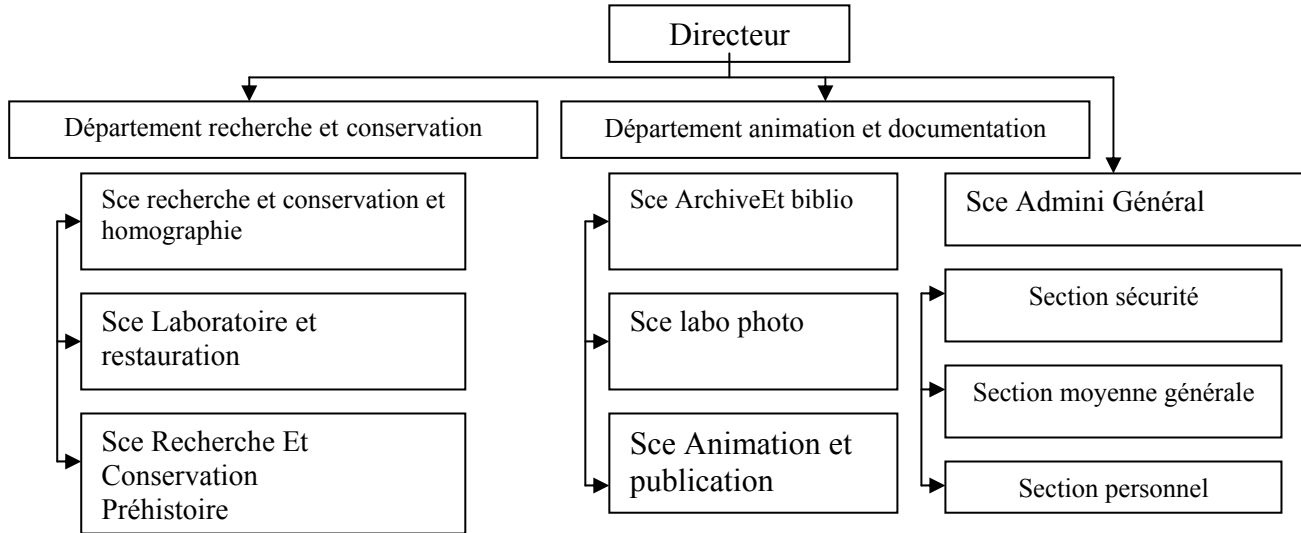 Directeur
Département recherche et conservation
Département animation et documentation
Sce recherche et conservation et
homographie
Sce Laboratoire et
restauration
Sce Recherche Et
Conservation
Préhistoire
Sce ArchiveEt biblio
Sce labo photo
Sce Animation et
publication
Sce Admini Général
Section sécurité
Section moyenne générale
Section personnel